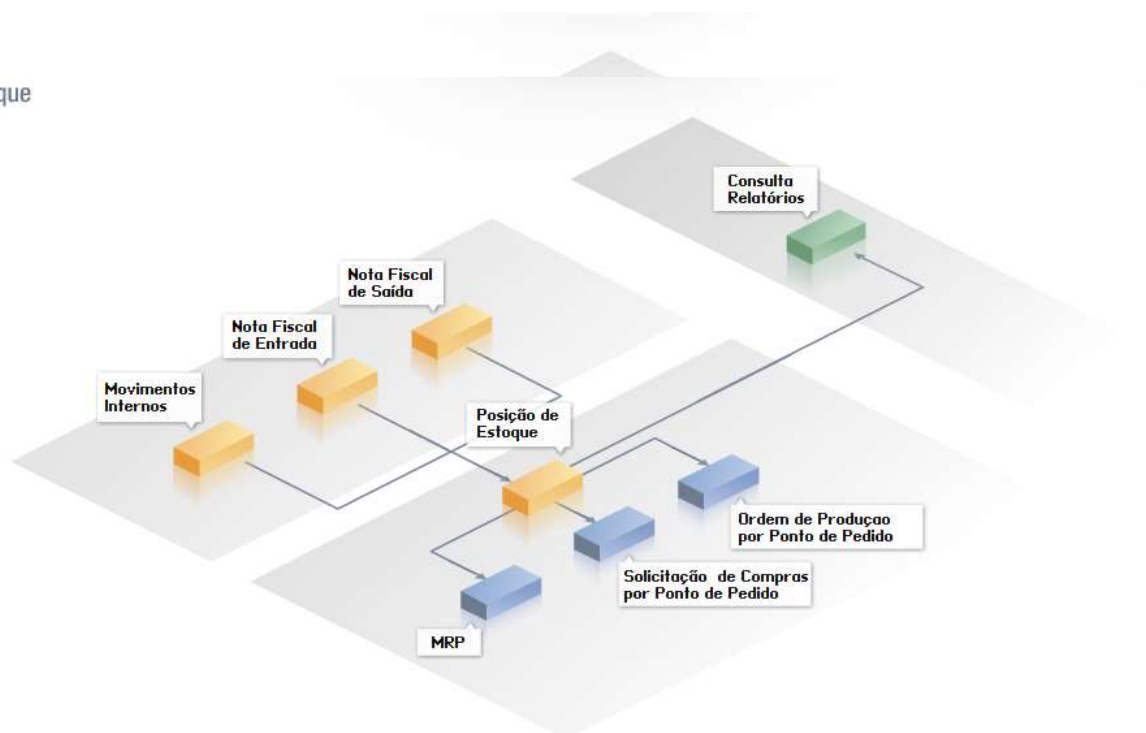 que
Consulta
Relatórios
Nota Fiscal
de Saída
Nota Fiscal
de Entrada
Movimentos
Internos
Posição de
Estoque
Ordem de Produçao
por Ponto de Pedido
Solicitação de Compras
por Ponto de Pedido
MRP